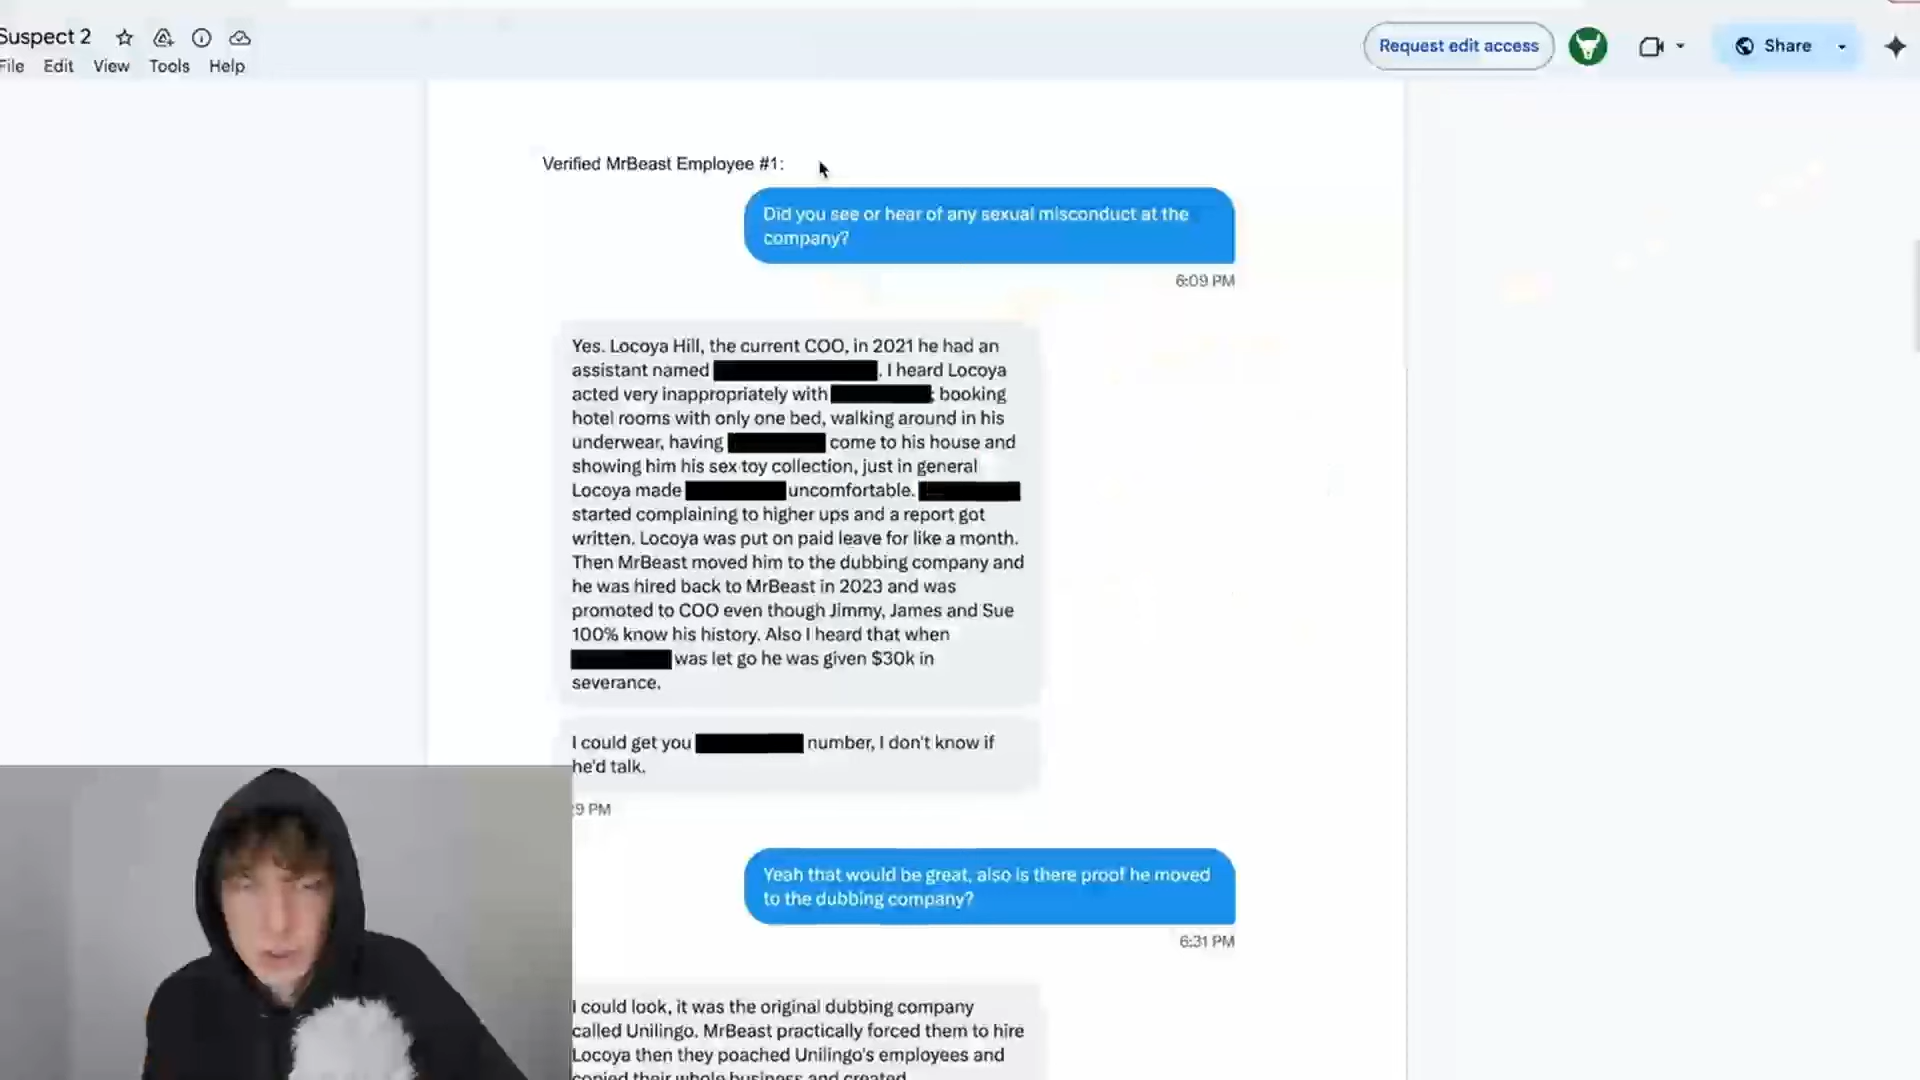 Suspect 2
File Edit View Tools Help
Request edit access
Share
Verified MrBeast Employee #1:
Did you see or hear of any sexual misconduct at the
company?
6:09 PM
Yes. Locoya Hill, the current COO, in 2021 he had an
assistant named . I heard Locoya
acted very inappropriately with ; booking
hotel rooms with only one bed, walking around in his
underwear, having come to his house and
showing him his sex toy collection, just in general
Locoya made uncomfortable.
started complaining to higher ups and a report got
written. Locoya was put on paid leave for like a month.
Then MrBeast moved him to the dubbing company and
he was hired back to MrBeast in 2023 and was
promoted to COO even though Jimmy, James and Sue
100% know his history. Also I heard that when
was let go he was given $30k in
severance.
I could get you number, I don't know if
he'd talk.
9 PM
Yeah that would be great, also is there proof he moved
to the dubbing company?
6:31 PM
I could look, it was the original dubbing company
called Unilingo. MrBeast practically forced them to hire
Locoya then they poached Unilingo's employees and
copied their whole business and created